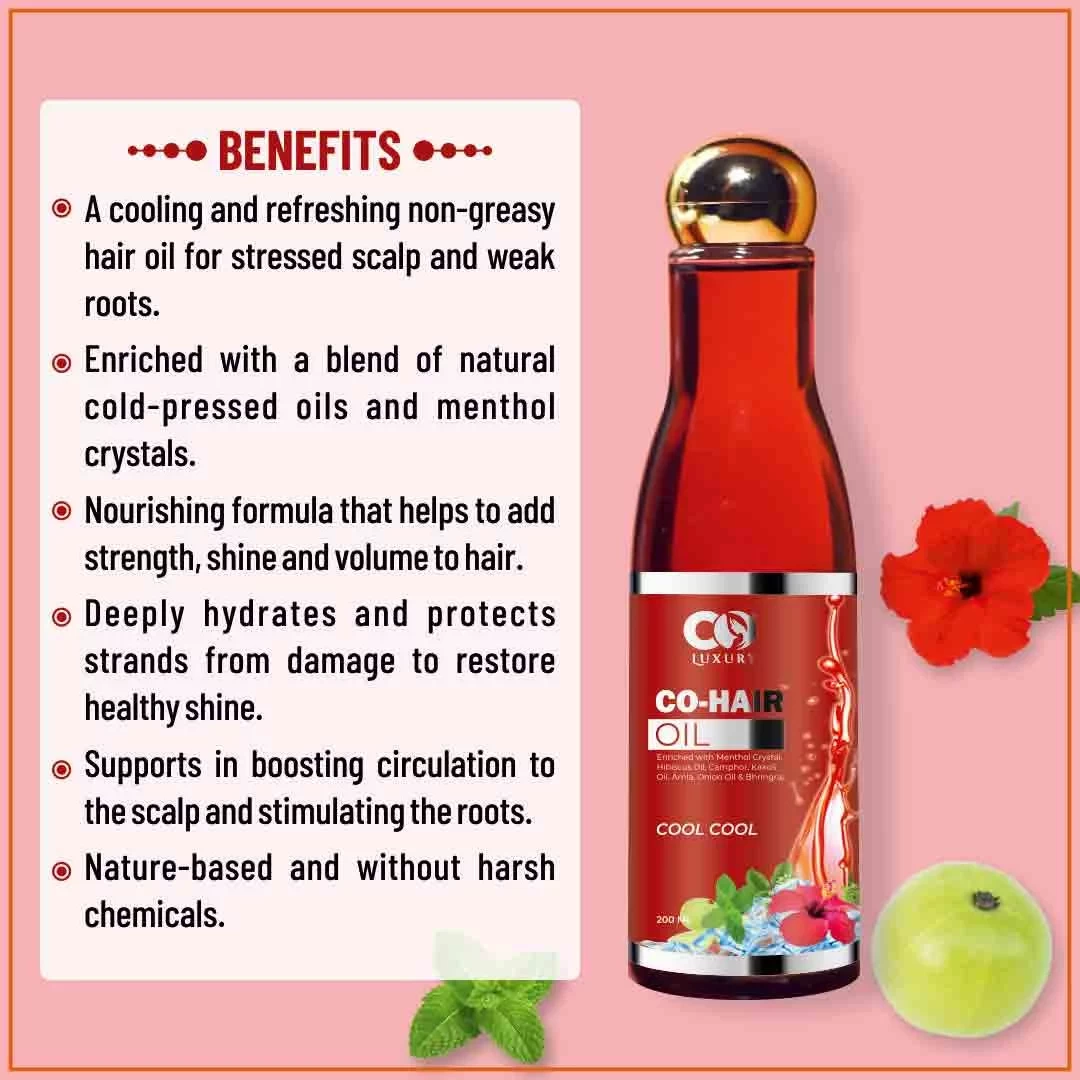 BENEFITS
A cooling and refreshing non-greasy
hair oil for stressed scalp and weak
roots.
Enriched with a blend of natural
cold-pressed oils and menthol
crystals.
Nourishing formula that helps to add
strength, shine and volume to hair.
Deeply hydrates and protects
strands from damage to restore
healthy shine.
Supports in boosting circulation to
the scalp and stimulating the roots.
Nature-based and without harsh
chemicals.
CO
LUXURY
CO-HAIR
OIL
Enriched with Menthol Crystal,
Hibiscus Oil, Camphor,
Oil, Amla, Onion Oil & Bhringraj
COOL COOL
200 ML